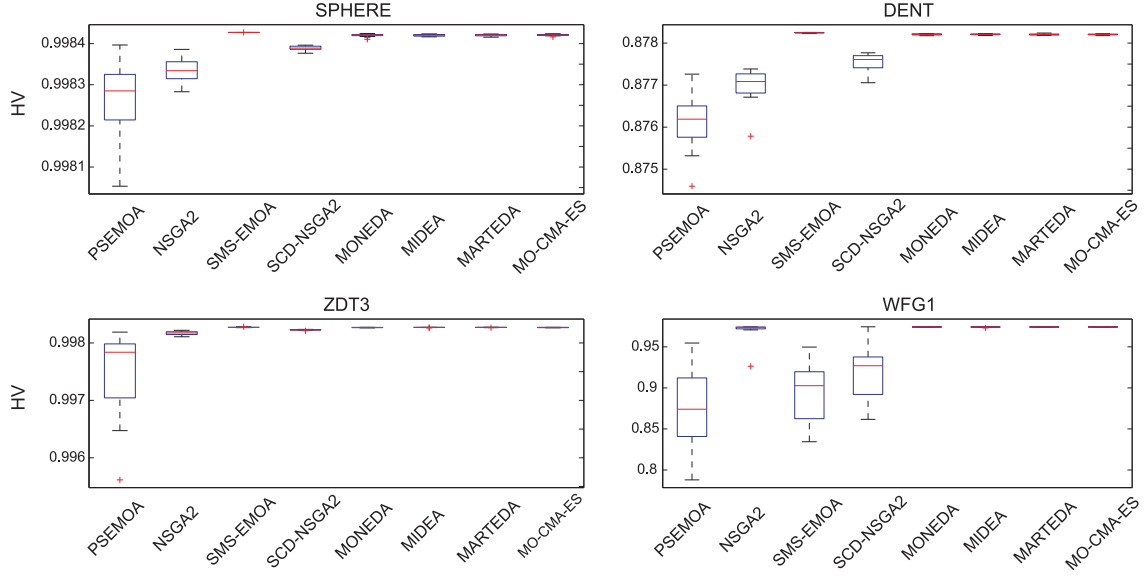 SPHERE
HV
0.9984
0.9983
0.9982
0.9981
PSEMOA
NSGA2
SMS-EMOA
SCD-NSGA2
MONEDA
MIDEA
MARTEDA
MO-CMA-ES
DENT
0.878
0.877
0.876
0.875
PSEMOA
NSGA2
SMS-EMOA
SCD-NSGA2
MONEDA
MIDEA
MARTEDA
MO-CMA-ES
ZDT3
HV
0.998
0.997
0.996
PSEMOA
NSGA2
SMS-EMOA
SCD-NSGA2
MONEDA
MIDEA
MARTEDA
MO-CMA-ES
WFG1
0.95
0.9
0.85
0.8
PSEMOA
NSGA2
SMS-EMOA
SCD-NSGA2
MONEDA
MIDEA
MARTEDA
MO-CMA-ES